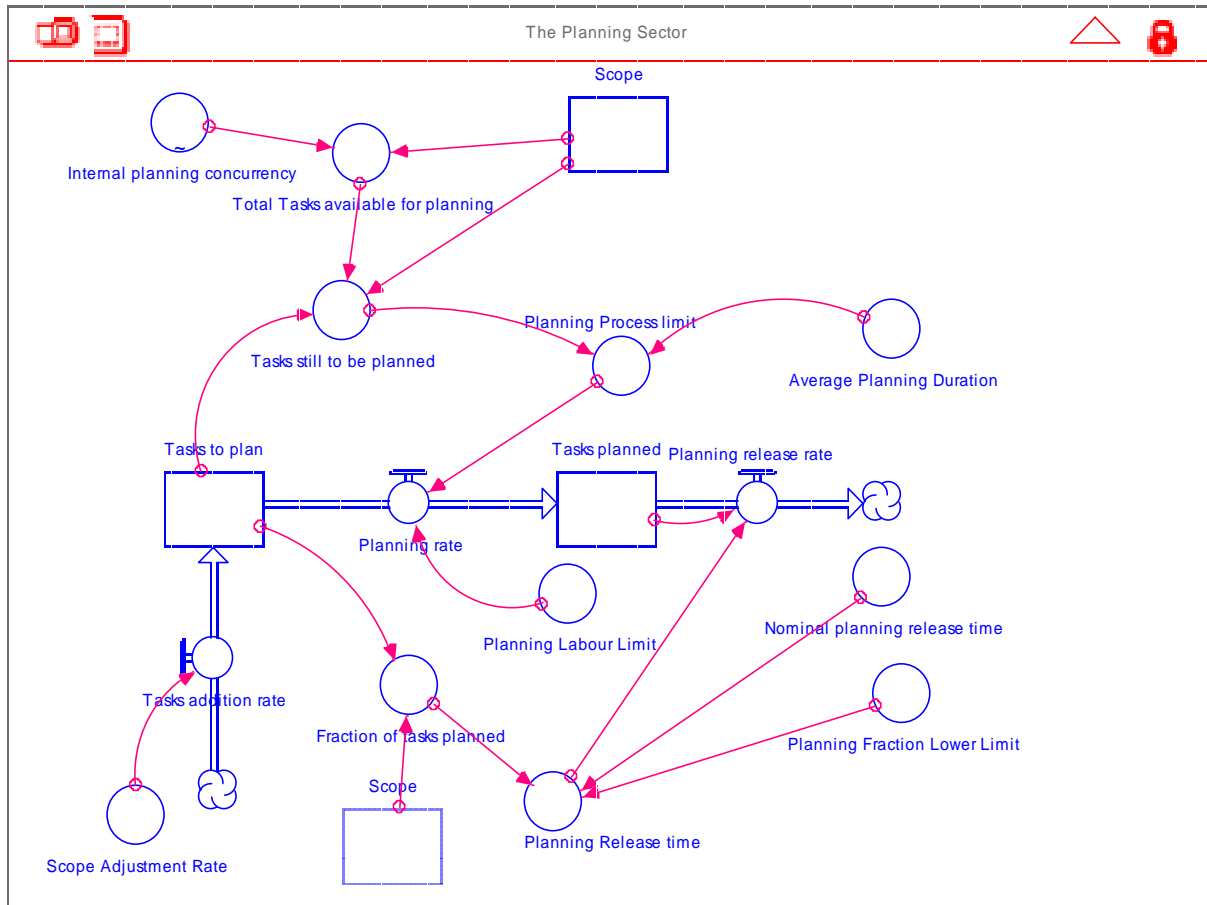 The Planning Sector
Scope
~
Internal planning concurrency
Total Tasks available for planning
Planning Process limit
Tasks still to be planned
Average Planning Duration
Tasks to plan
Tasks planned
Planning release rate
Planning rate
Nominal planning release time
Planning Labour Limit
Tasks addition rate
Fraction of tasks planned
Planning Fraction Lower Limit
Scope
Planning Release time
Scope Adjustment Rate